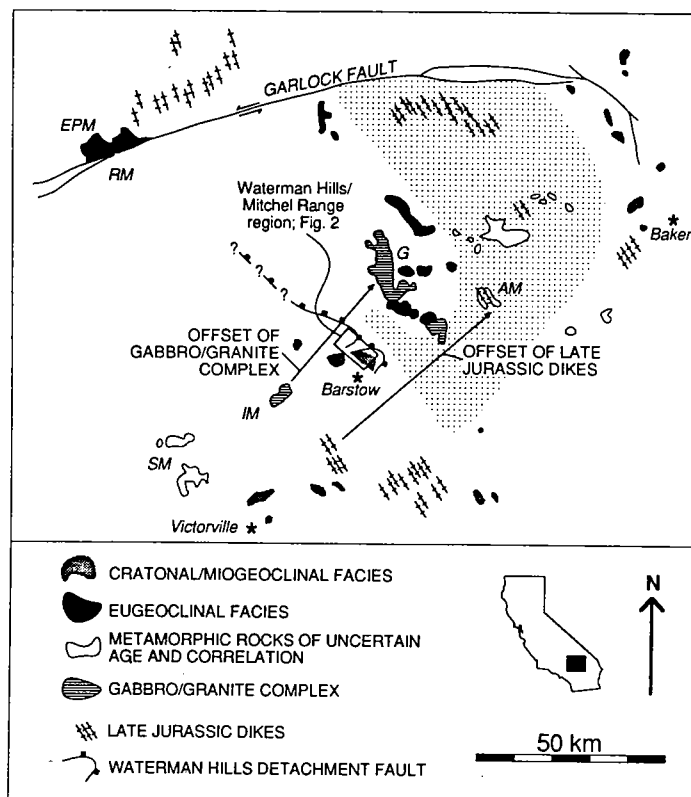 GARLOCK FAULT
EPM
RM
Waterman Hills/
Mitchel Range
region; Fig. 2
Baker
G
AM
? ? ?
OFFSET OF
GABBRO/GRANITE
COMPLEX
OFFSET OF LATE
JURASSIC DIKES
Barstow
IM
SM
Victorville
CRATONAL/MIOGEOCLINAL FACIES
EUGEOCLINAL FACIES
METAMORPHIC ROCKS OF UNCERTAIN
AGE AND CORRELATION
GABBRO/GRANITE COMPLEX
LATE JURASSIC DIKES
WATERMAN HILLS DETACHMENT FAULT
N
50 km